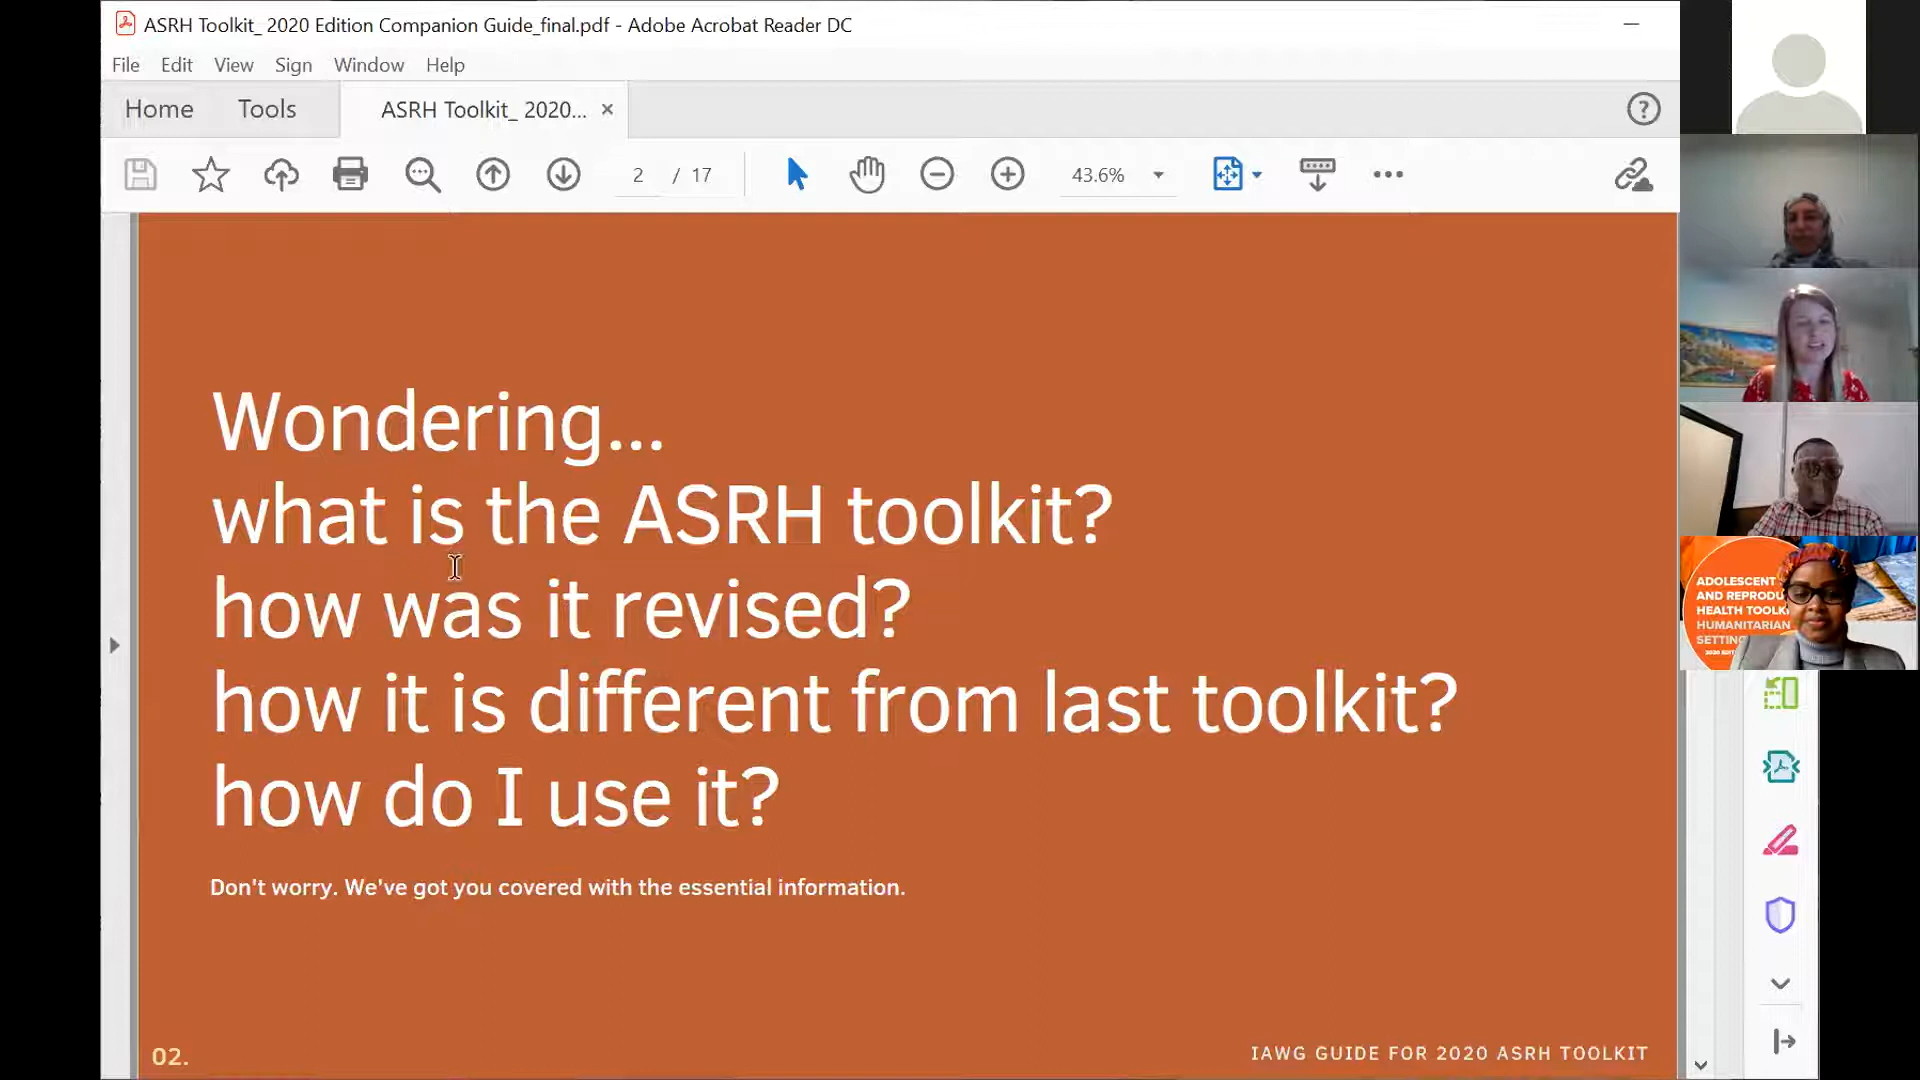 ASRH Toolkit_ 2020 Edition Companion Guide_final.pdf - Adobe Acrobat Reader DC
File Edit View Sign Window Help
Home Tools ASRH Toolkit_ 2020... ×
2 / 17 43.6%
Wondering...
what is the ASRH toolkit?
how was it revised?
how it is different from last toolkit?
how do I use it?
Don't worry. We've got you covered with the essential information.
02.
IAWG GUIDE FOR 2020 ASRH TOOLKIT
ADOLESCENT
AND REPRODU
HEALTH TOOLK
HUMANITARIAN
SETTING
2020 EDIT